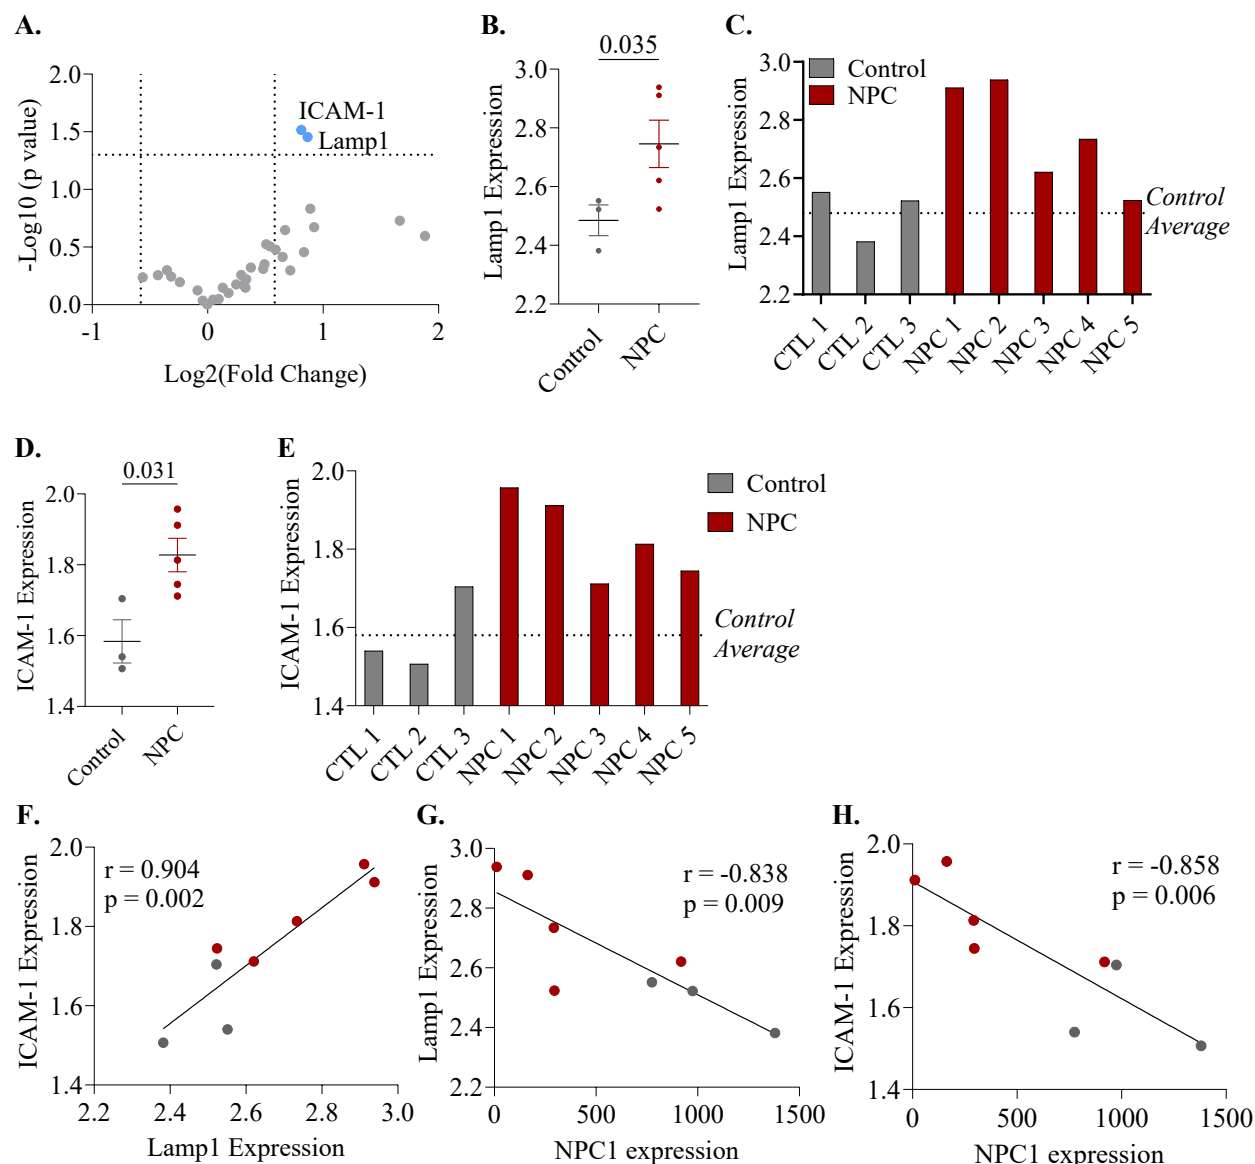 A.
-Log10 (p value)
2.0
1.5
1.0
0.5
0.0
ICAM-1
Lamp1
-1
0
1
2
Log2(Fold Change)
B.
0.035
Lamp1 Expression
3.0
2.8
2.6
2.4
2.2
Control
NPC
C.
Control
NPC
Lamp1 Expression
3.0
2.8
2.6
2.4
2.2
Control
Average
CTL 1
CTL 2
CTL 3
NPC 1
NPC 2
NPC 3
NPC 4
NPC 5
D.
0.031
ICAM-1 Expression
2.0
1.8
1.6
1.4
Control
NPC
E
ICAM-1 Expression
2.0
1.8
1.6
1.4
Control
NPC
Control
Average
CTL 1
CTL 2
CTL 3
NPC 1
NPC 2
NPC 3
NPC 4
NPC 5
F.
ICAM-1 Expression
2.0
1.8
1.6
1.4
r = 0.904
p = 0.002
2.2
2.4
2.6
2.8
3.0
Lamp1 Expression
G.
Lamp1 Expression
3.0
2.8
2.6
2.4
2.2
r = -0.838
p = 0.009
0
500
1000
1500
NPC1 expression
H.
ICAM-1 Expression
2.0
1.8
1.6
1.4
r = -0.858
p = 0.006
0
500
1000
1500
NPC1 expression